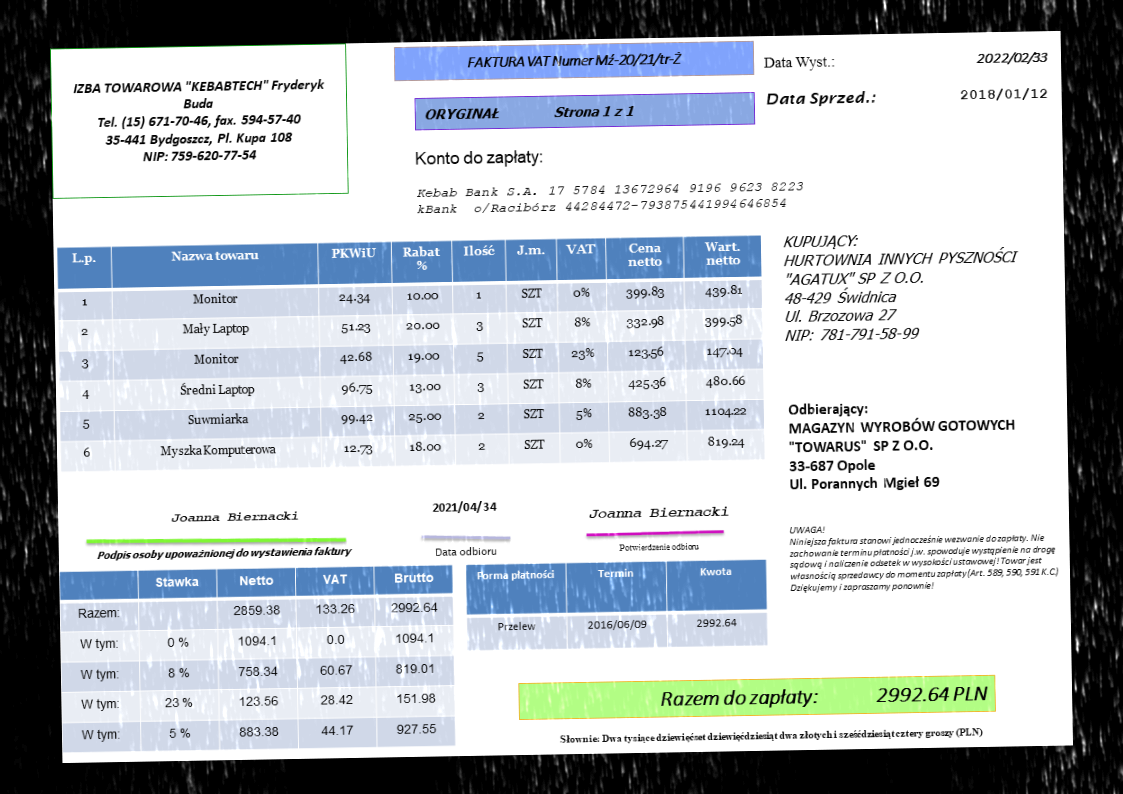 IZBA TOWAROWA "KEBABTECH" Fryderyk
Buda
Tel. (15) 671-70-46, fax. 594-57-40
35-441 Bydgoszcz, Pl. Kupa 108
NIP: 759-620-77-54
FAKTURA VAT Numer Mź-20/21/tr-Ż
ORYGINAŁ Strona 1 z 1
Data Wyst.: 2022/02/33
Data Sprzed.: 2018/01/12
Konto do zapłaty:
Kebab Bank S.A. 17 5784 13672964 9196 9623 8223
kBank o/Racibórz 44284472-793875441994646854
L.p. Nazwa towaru PKWiU Rabat % Ilość J.m. VAT Cena netto Wart. netto
1 Monitor 24.34 10.00 1 SZT 0% 399.83 439.81
2 Mały Laptop 51.23 20.00 3 SZT 8% 332.98 399.58
3 Monitor 42.68 19.00 5 SZT 23% 123.56 147.04
4 Średni Laptop 96.75 13.00 3 SZT 8% 425.36 480.66
5 Suwmiarka 99.42 25.00 2 SZT 5% 883.38 1104.22
6 Myszka Komputerowa 12.73 18.00 2 SZT 0% 694.27 819.24
KUPUJĄCY:
HURTOWNIA INNYCH PYSZNOŚCI
"AGATUX" SP Z O.O.
48-429 Świdnica
Ul. Brzozowa 27
NIP: 781-791-58-99
Odbierający:
MAGAZYN WYROBÓW GOTOWYCH
"TOWARUS" SP Z O.O.
33-687 Opole
Ul. Porannych Mgieł 69
Joanna Biernacki
Podpis osoby upoważnionej do wystawienia faktury
2021/04/34
Data odbioru
Joanna Biernacki
Potwierdzenie odbioru
UWAGA!
Niniejsza faktura stanowi jednocześnie wezwanie do zapłaty. Nie
zachowanie terminu płatności j.w. spowoduje wystąpienie na drogę
sądową i naliczenie odsetek w wysokości ustawowej! Towar jest
własnością sprzedawcy do momentu zapłaty (Art. 589, 590, 591 K.C.)
Dziękujemy i zapraszamy ponownie!
Stawka Netto VAT Brutto
Razem: 2859.38 133.26 2992.64
W tym: 0 % 1094.1 0.0 1094.1
W tym: 8 % 758.34 60.67 819.01
W tym: 23 % 123.56 28.42 151.98
W tym: 5 % 883.38 44.17 927.55
Forma płatności Termin Kwota
Przelew 2016/06/09 2992.64
Razem do zapłaty: 2992.64 PLN
Słownie: Dwa tysiące dziewięćset dziewięćdziesiąt dwa złotych i sześćdziesiąt cztery groszy (PLN)